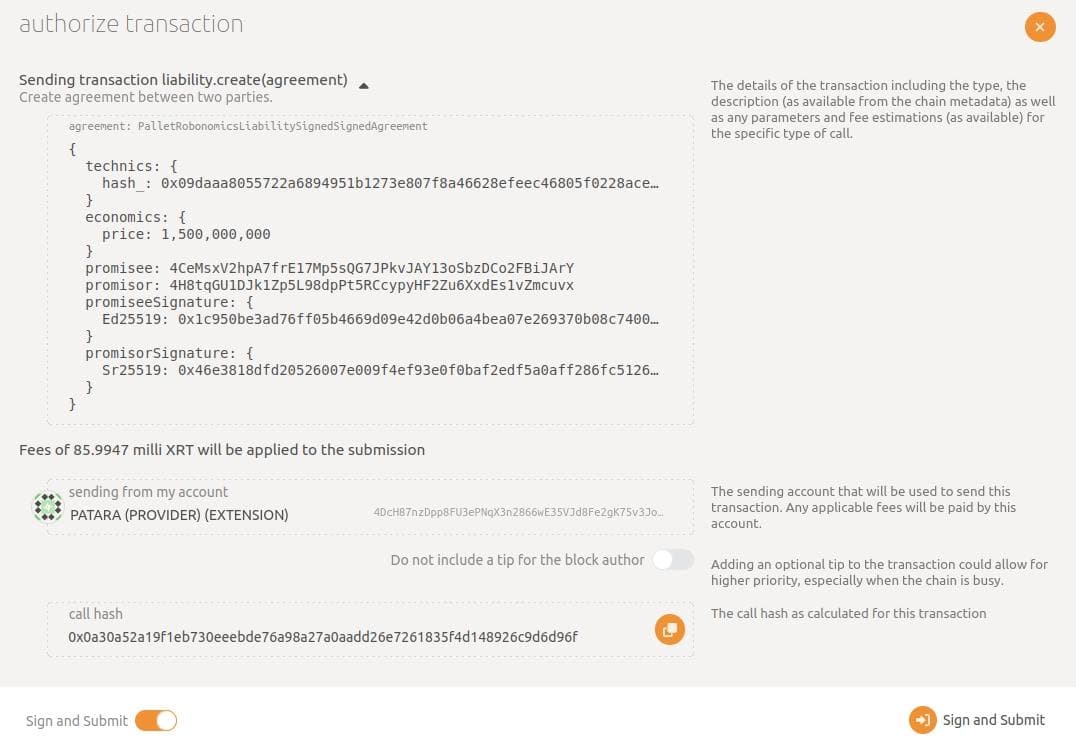 authorize transaction
Sending transaction liability.create(agreement)
Create agreement between two parties.
The details of the transaction including the type, the
description (as available from the chain metadata) as well
as any parameters and fee estimations (as available) for
the specific type of call.
agreement: PalletRobonomicsLiabilitySignedSignedAgreement
{
technics: {
hash_: 0x09daaa8055722a6894951b1273e807f8a46628efeec46805f0228ace…
}
economics: {
price: 1,500,000,000
}
promisee: 4CeMsxV2hpA7frE17Mp5sQG7JPkvJAY13oSbzDCo2FBiJArY
promisor: 4H8tqGU1DJk1Zp5L98dpPt5RCcypyHF2Zu6XxdEs1vZmcuvx
promiseeSignature: {
Ed25519: 0x1c950be3ad76ff05b4669d09e42d0b06a4bea07e269370b08c7400…
}
promisorSignature: {
Sr25519: 0x46e3818dfd20526007e009f4ef93e0f0baf2edf5a0aff286fc5126…
}
}
Fees of 85.9947 milli XRT will be applied to the submission
sending from my account
PATARA (PROVIDER) (EXTENSION)
4DcH87nzDpp8FU3ePNqX3n2866wE35VJd8Fe2gK75v3Jo…
The sending account that will be used to send this
transaction. Any applicable fees will be paid by this
account.
Do not include a tip for the block author
Adding an optional tip to the transaction could allow for
higher priority, especially when the chain is busy.
call hash
0x0a30a52a19f1eb730eeebde76a98a27a0aadd26e7261835f4d148926c9d6d96f
The call hash as calculated for this transaction
Sign and Submit
Sign and Submit